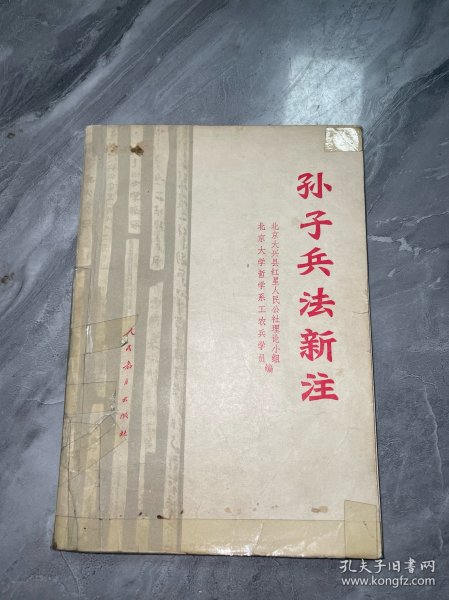 孙子兵法新注
北京大兴县红星人民公社理论小组
北京大学哲学系工农兵学员
编
人民教育出版社
孔夫子旧书网
www.kongfz.com